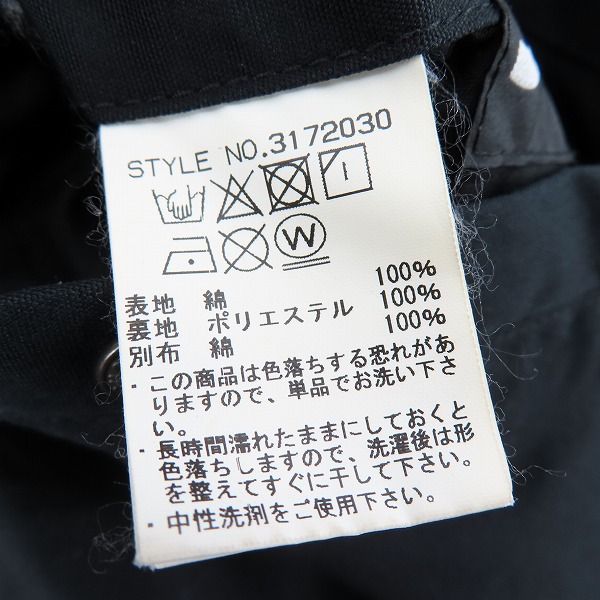 STYLE NO.3172030
W
表地 綿 100%
裏地 ポリエステル 100%
別布 綿 100%
・この商品は色落ちする恐れがあ
りますので、単品でお洗い下さ
い。
・長時間濡れたままにしておくと
色落ちしますので、洗濯後は形
を整えてすぐに干して下さい。
・中性洗剤をご使用下さい。